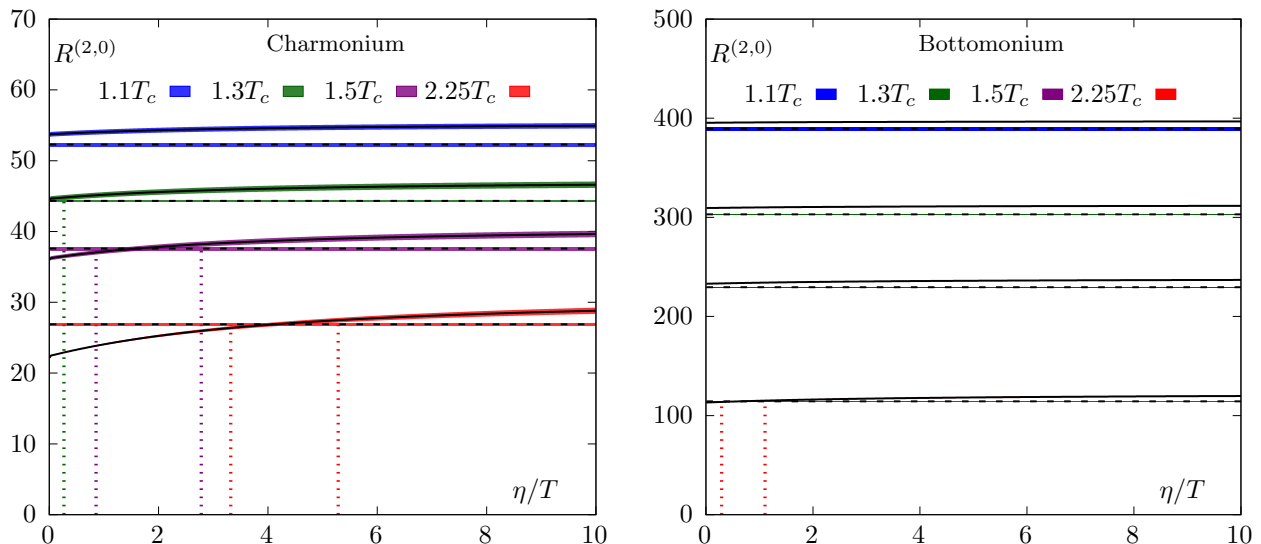 Charmonium
R^(2,0)
1.1T_c 1.3T_c 1.5T_c 2.25T_c
70
60
50
40
30
20
10
0
0 2 4 6 8 10
η/T
Bottomonium
R^(2,0)
1.1T_c 1.3T_c 1.5T_c 2.25T_c
500
400
300
200
100
0
0 2 4 6 8 10
η/T